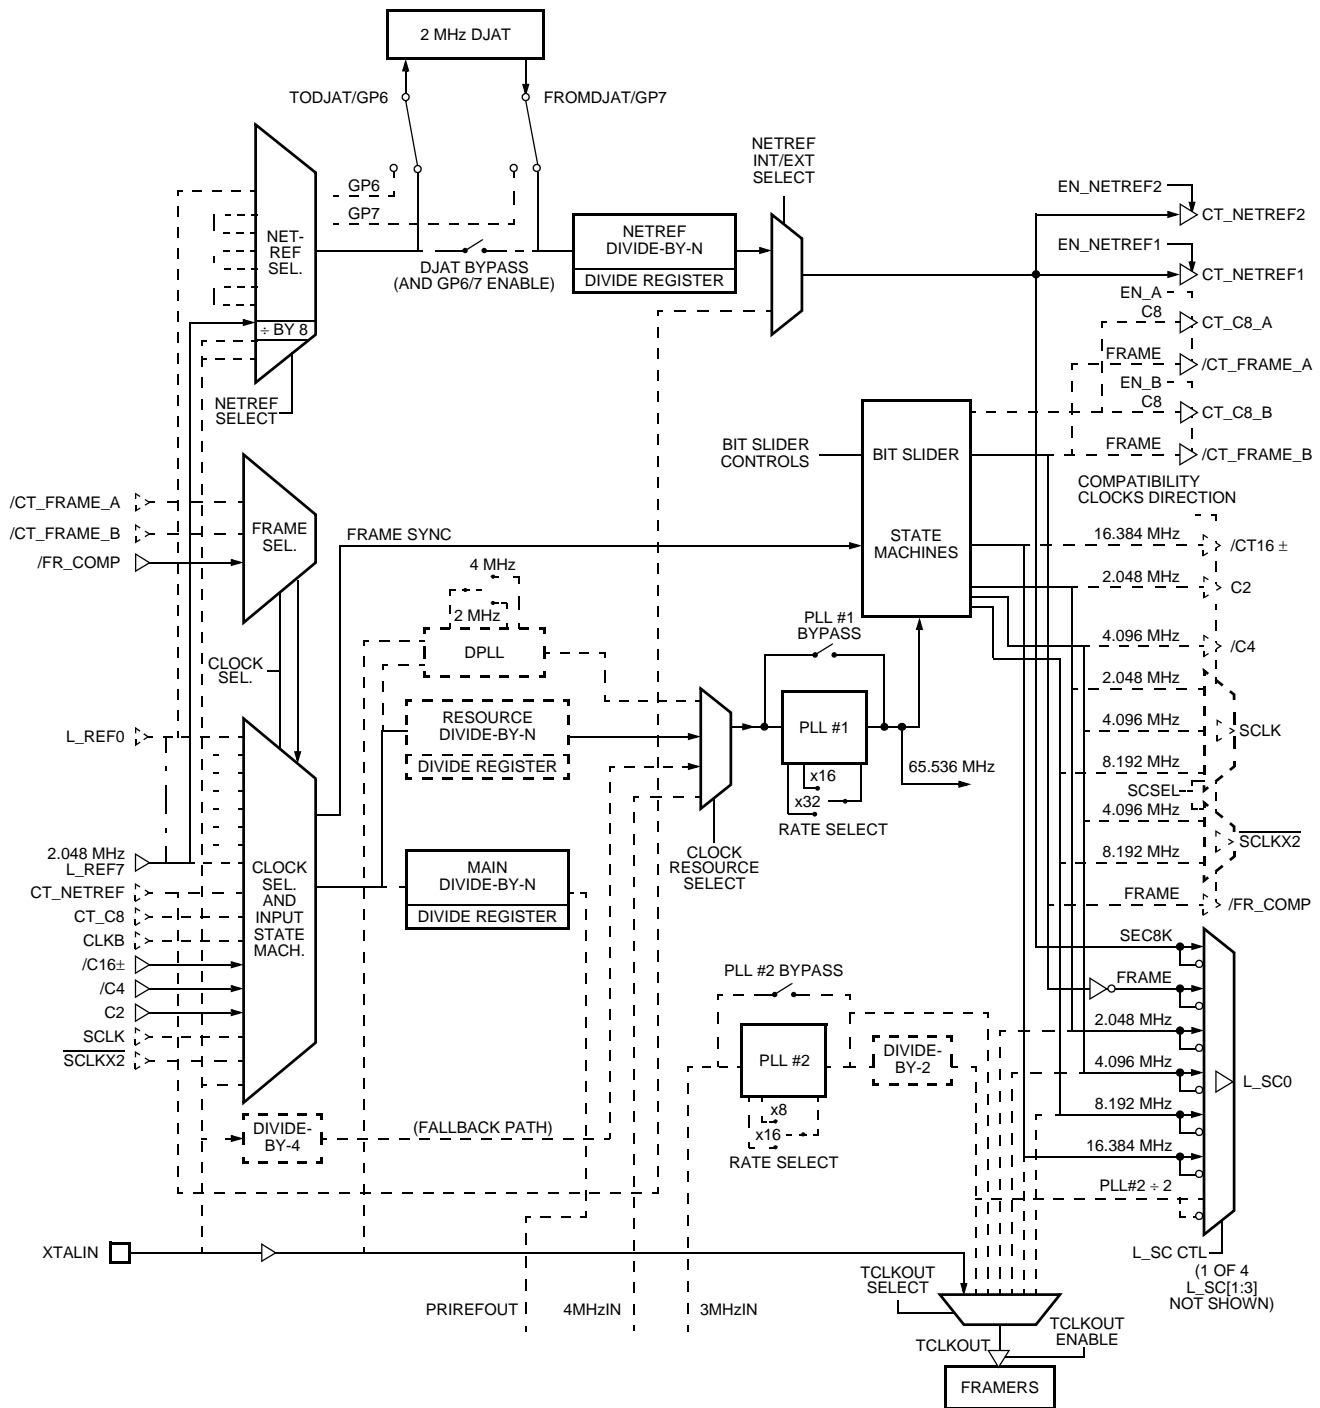 2 MHz DJAT
TODJAT/GP6
FROMDJAT/GP7
GP6
GP7
NET-
REF
SEL.
÷ BY 8
NETREF
SELECT
DJAT BYPASS
(AND GP6/7 ENABLE)
NETREF
DIVIDE-BY-N
DIVIDE REGISTER
NETREF
INT/EXT
SELECT
EN_NETREF2
CT_NETREF2
EN_NETREF1
CT_NETREF1
EN_A
C8
CT_C8_A
FRAME
/CT_FRAME_A
EN_B
C8
CT_C8_B
FRAME
/CT_FRAME_B
BIT SLIDER
CONTROLS
BIT SLIDER
STATE
MACHINES
COMPATIBILITY
CLOCKS DIRECTION
/CT_FRAME_A
/CT_FRAME_B
/FR_COMP
FRAME
SEL.
FRAME SYNC
CLOCK
SEL.
4 MHz
2 MHz
DPLL
PLL #1
BYPASS
PLL #1
x16
x32
RATE SELECT
65.536 MHz
16.384 MHz
/CT16 ±
2.048 MHz
C2
4.096 MHz
/C4
2.048 MHz
4.096 MHz
SCLK
8.192 MHz
SCSEL
4.096 MHz
SCLKX2
8.192 MHz
FRAME
/FR_COMP
L_REF0
2.048 MHz
L_REF7
CT_NETREF
CT_C8
CLKB
/C16±
/C4
C2
SCLK
SCLKX2
CLOCK
SEL.
AND
INPUT
STATE
MACH.
RESOURCE
DIVIDE-BY-N
DIVIDE REGISTER
MAIN
DIVIDE-BY-N
DIVIDE REGISTER
CLOCK
RESOURCE
SELECT
DIVIDE-
BY-4
(FALLBACK PATH)
PLL #2 BYPASS
PLL #2
DIVIDE-
BY-2
x8
x16
RATE SELECT
SEC8K
FRAME
2.048 MHz
4.096 MHz
8.192 MHz
16.384 MHz
PLL#2 ÷ 2
L_SC0
L_SC CTL
(1 OF 4
L_SC[1:3]
NOT SHOWN)
XTALIN
PRIREFOUT
4MHzIN
3MHzIN
TCLKOUT
SELECT
TCLKOUT
TCLKOUT
ENABLE
FRAMERS